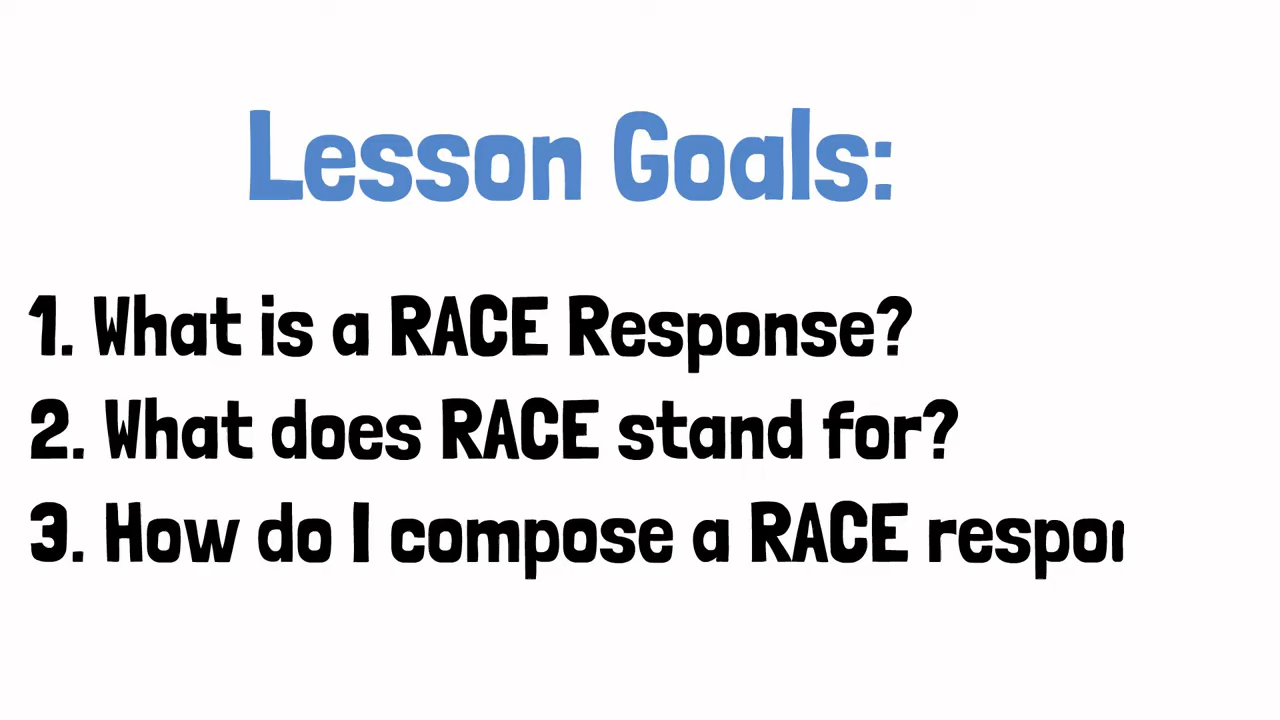 Lesson Goals:
1. What is a RACE Response?
2. What does RACE stand for?
3. How do I compose a RACE